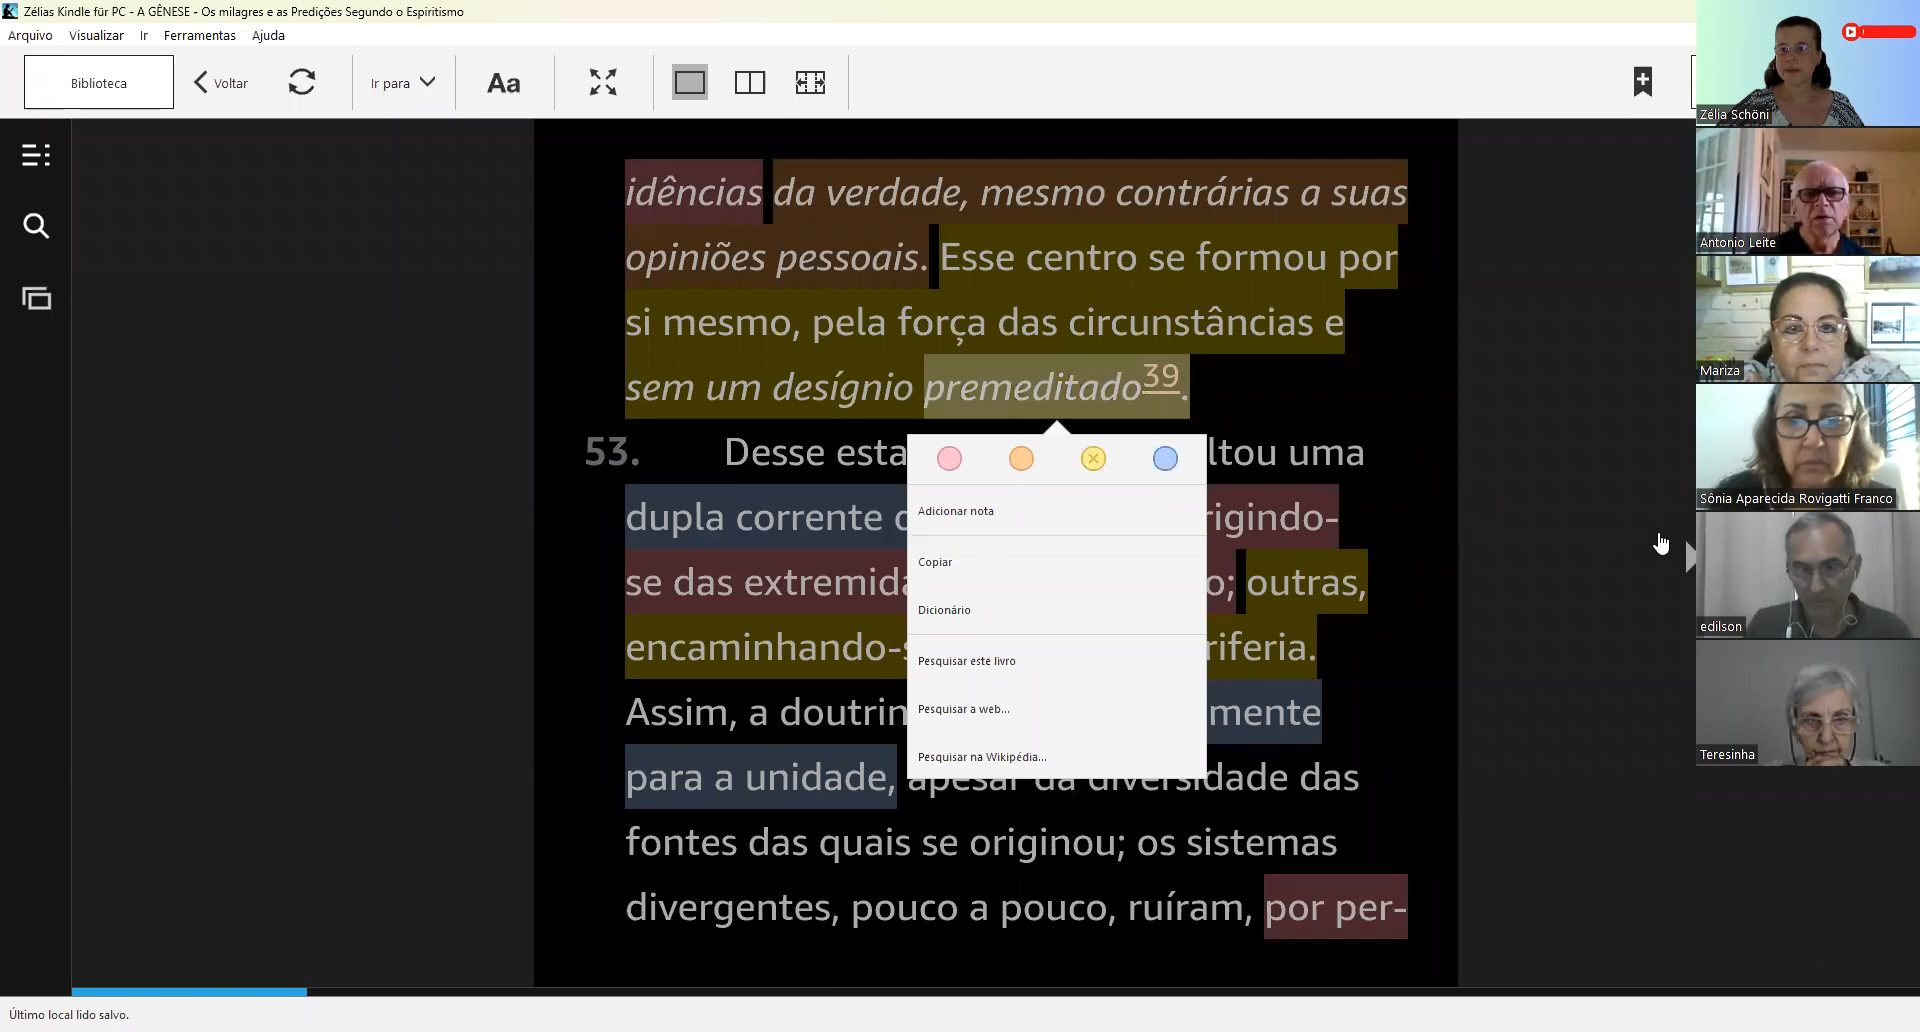 Zélias Kindle für PC - A GÊNESE - Os milagres e as Predições Segundo o Espiritismo
Arquivo Visualizar Ir Ferramentas Ajuda
Biblioteca Voltar Ir para Aa
idências da verdade, mesmo contrárias a suas
opiniões pessoais. Esse centro se formou por
si mesmo, pela força das circunstâncias e
sem um desígnio premeditado39.
53. Desse esta ltou uma
dupla corrente rigindo-
se das extremida o; outras,
encaminhando- riferia.
Assim, a doutrin mente
para a unidade, apesar da diversidade das
fontes das quais se originou; os sistemas
divergentes, pouco a pouco, ruíram, por per-
Adicionar nota
Copiar
Dicionário
Pesquisar este livro
Pesquisar a web...
Pesquisar na Wikipédia...
Zélia Schöni
Antonio Leite
Mariza
Sônia Aparecida Rovigatti Franco
edilson
Teresinha
Último local lido salvo.